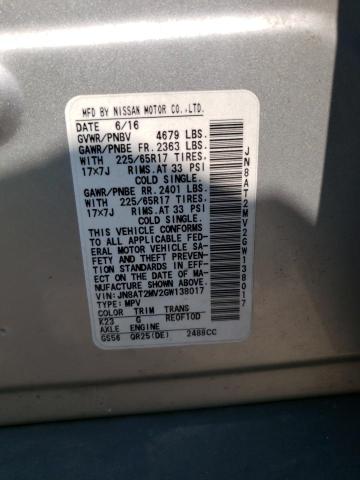 MFD BY NISSAN MOTOR CO.,LTD.
DATE 6/16
GVWR/PNBV 4679 LBS.
GAWR/PNBE FR. 2363 LBS.
WITH 225/65R17 TIRES.
17x7J RIMS. AT 33 PSI
COLD SINGLE.
GAWR/PNBE RR. 2401 LBS.
WITH 225/65R17 TIRES.
17x7J RIMS. AT 33 PSI
COLD SINGLE.
THIS VEHICLE CONFORMS
TO ALL APPLICABLE FED-
ERAL MOTOR VEHICLE SA-
FETY AND THEFT PREVENTION
STANDARDS IN EFFECT
ON THE DATE OF MA-
NUFACTURE SHOWN ABOVE.
VIN:JN8AT2MV2GW138017
TYPE: MPV
COLOR TRIM TRANS
K23 G RE0F10D
AXLE ENGINE
GS56 QR25(DE) 2488CC
JN8AT2MV2GW138017